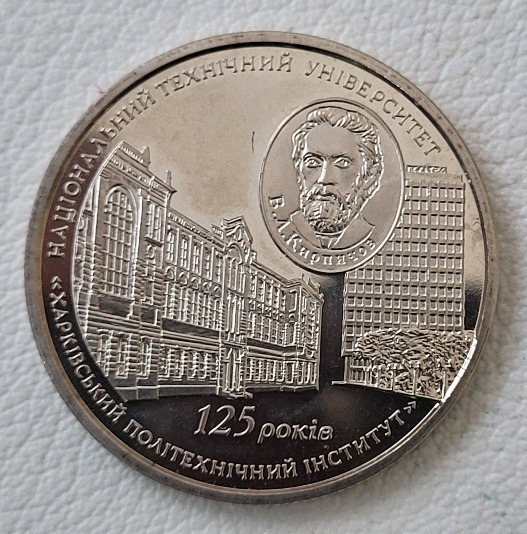 НАЦІОНАЛЬНИЙ ТЕХНІЧНИЙ УНІВЕРСИТЕТ
«ХАРКІВСЬКИЙ ПОЛІТЕХНІЧНИЙ ІНСТИТУТ»
В.Л.Кирпичов
125 років